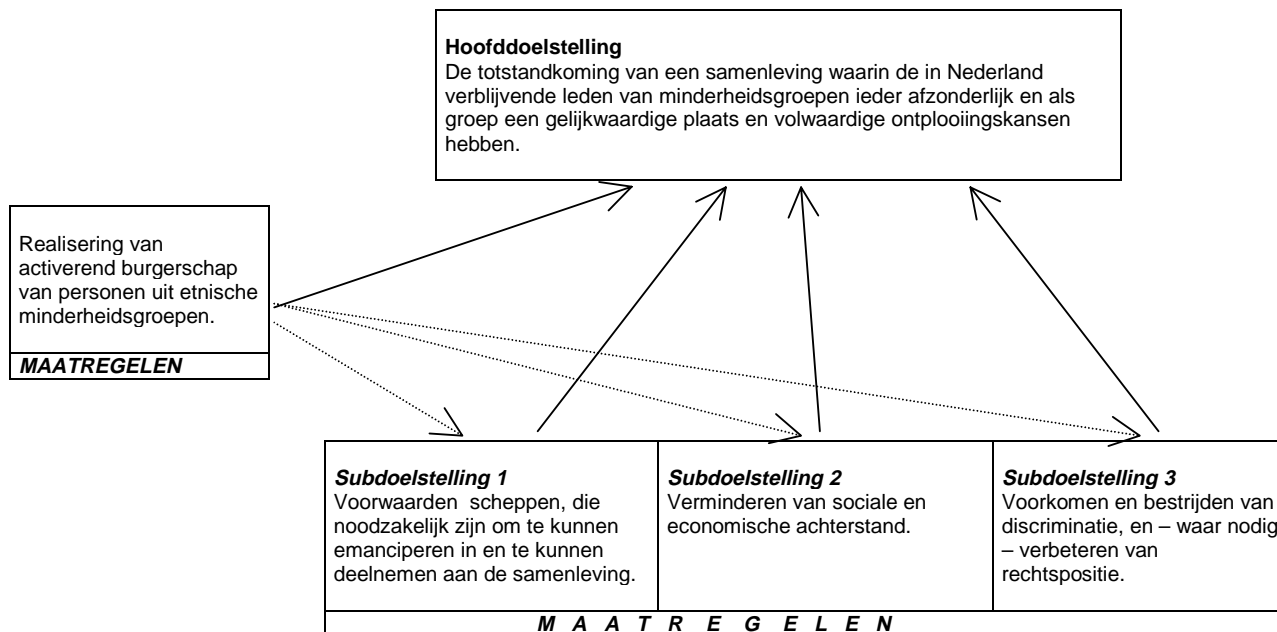 Hoofddoelstelling
De totstandkoming van een samenleving waarin de in Nederland
verblijvende leden van minderheidsgroepen ieder afzonderlijk en als
groep een gelijkwaardige plaats en volwaardige ontplooiingskansen
hebben.
Realisering van
activerend burgerschap
van personen uit etnische
minderheidsgroepen.
MAATREGELEN
Subdoelstelling 1
Voorwaarden scheppen, die
noodzakelijk zijn om te kunnen
emanciperen in en te kunnen
deelnemen aan de samenleving.
Subdoelstelling 2
Verminderen van sociale en
economische achterstand.
Subdoelstelling 3
Voorkomen en bestrijden van
discriminatie, en – waar nodig
– verbeteren van
rechtspositie.
M A A T R E G E L E N